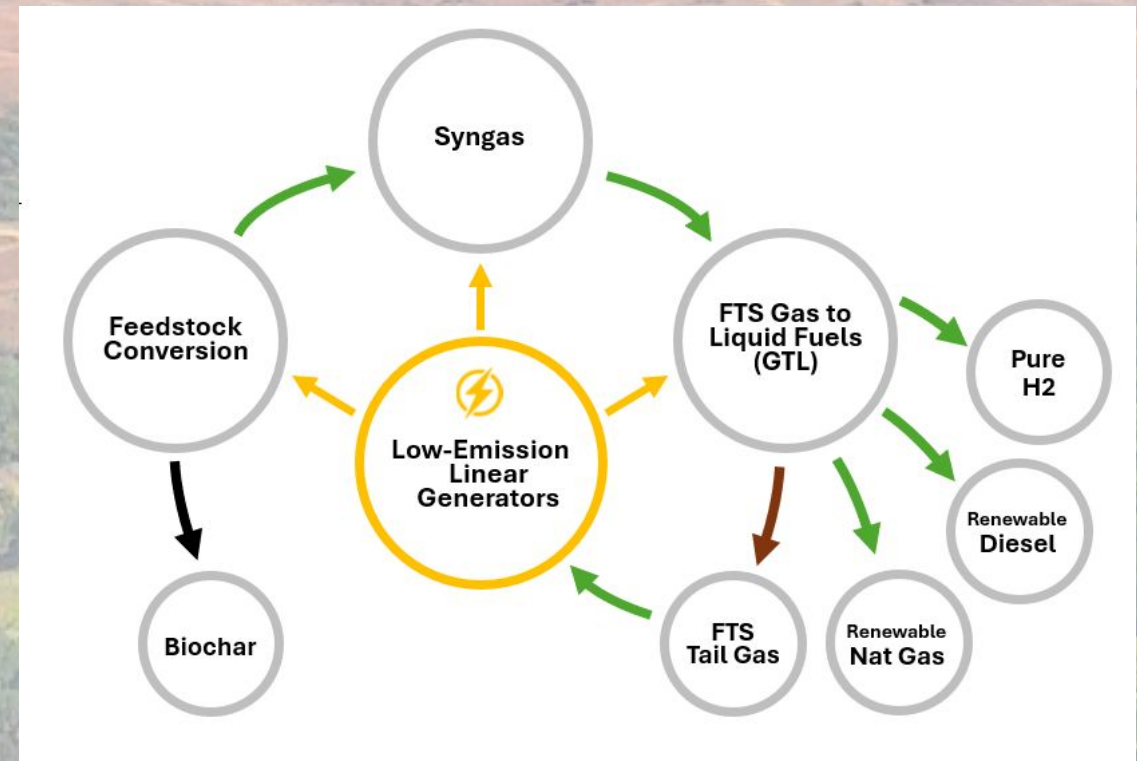 Syngas
Feedstock
Conversion
FTS Gas to
Liquid Fuels
(GTL)
Pure
H2
Low-Emission
Linear
Generators
Renewable
Diesel
Biochar
FTS
Tail Gas
Renewable
Nat Gas